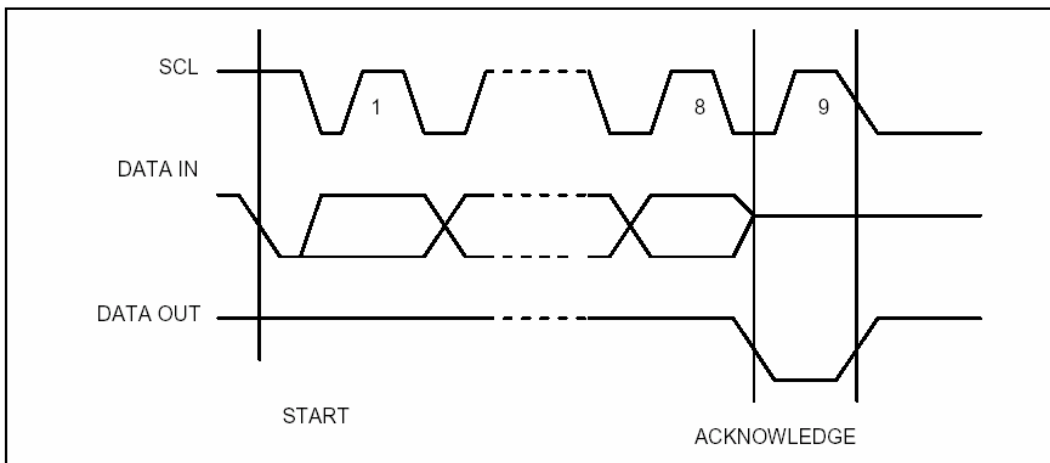 SCL
1
8
9
DATA IN
DATA OUT
START
ACKNOWLEDGE